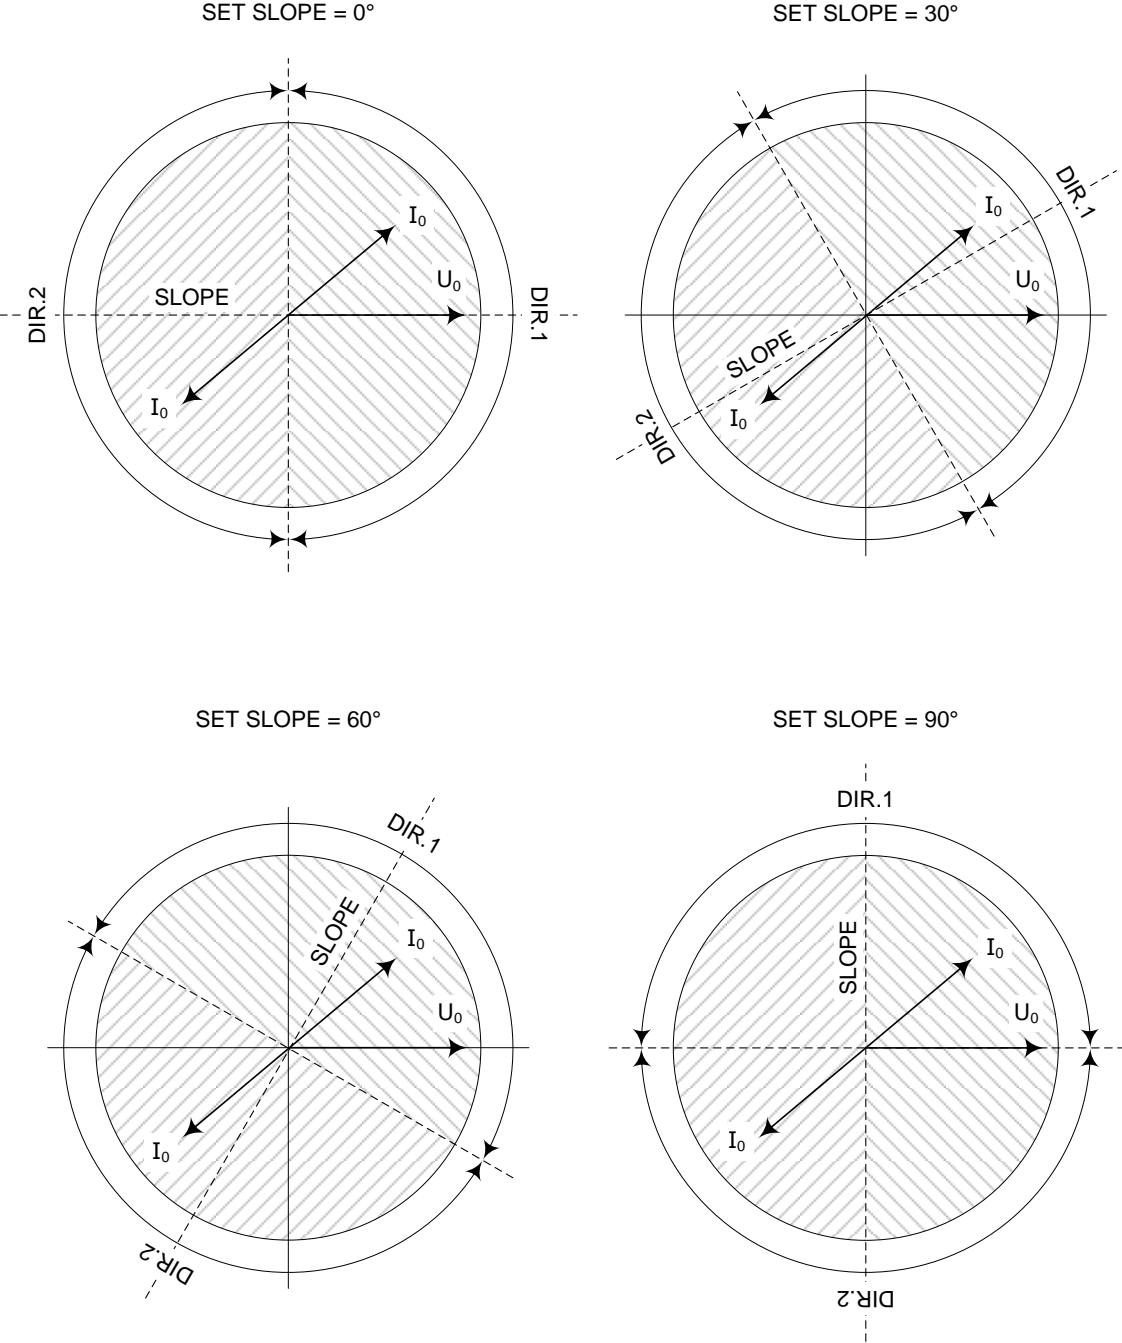 SET SLOPE = 0°
SET SLOPE = 30°
I₀
U₀
SLOPE
DIR.2
DIR.1
I₀
DIR.1
I₀
U₀
SLOPE
I₀
DIR.2
SET SLOPE = 60°
SET SLOPE = 90°
DIR.1
SLOPE
I₀
U₀
I₀
DIR.2
DIR.1
SLOPE
I₀
U₀
I₀
DIR.2